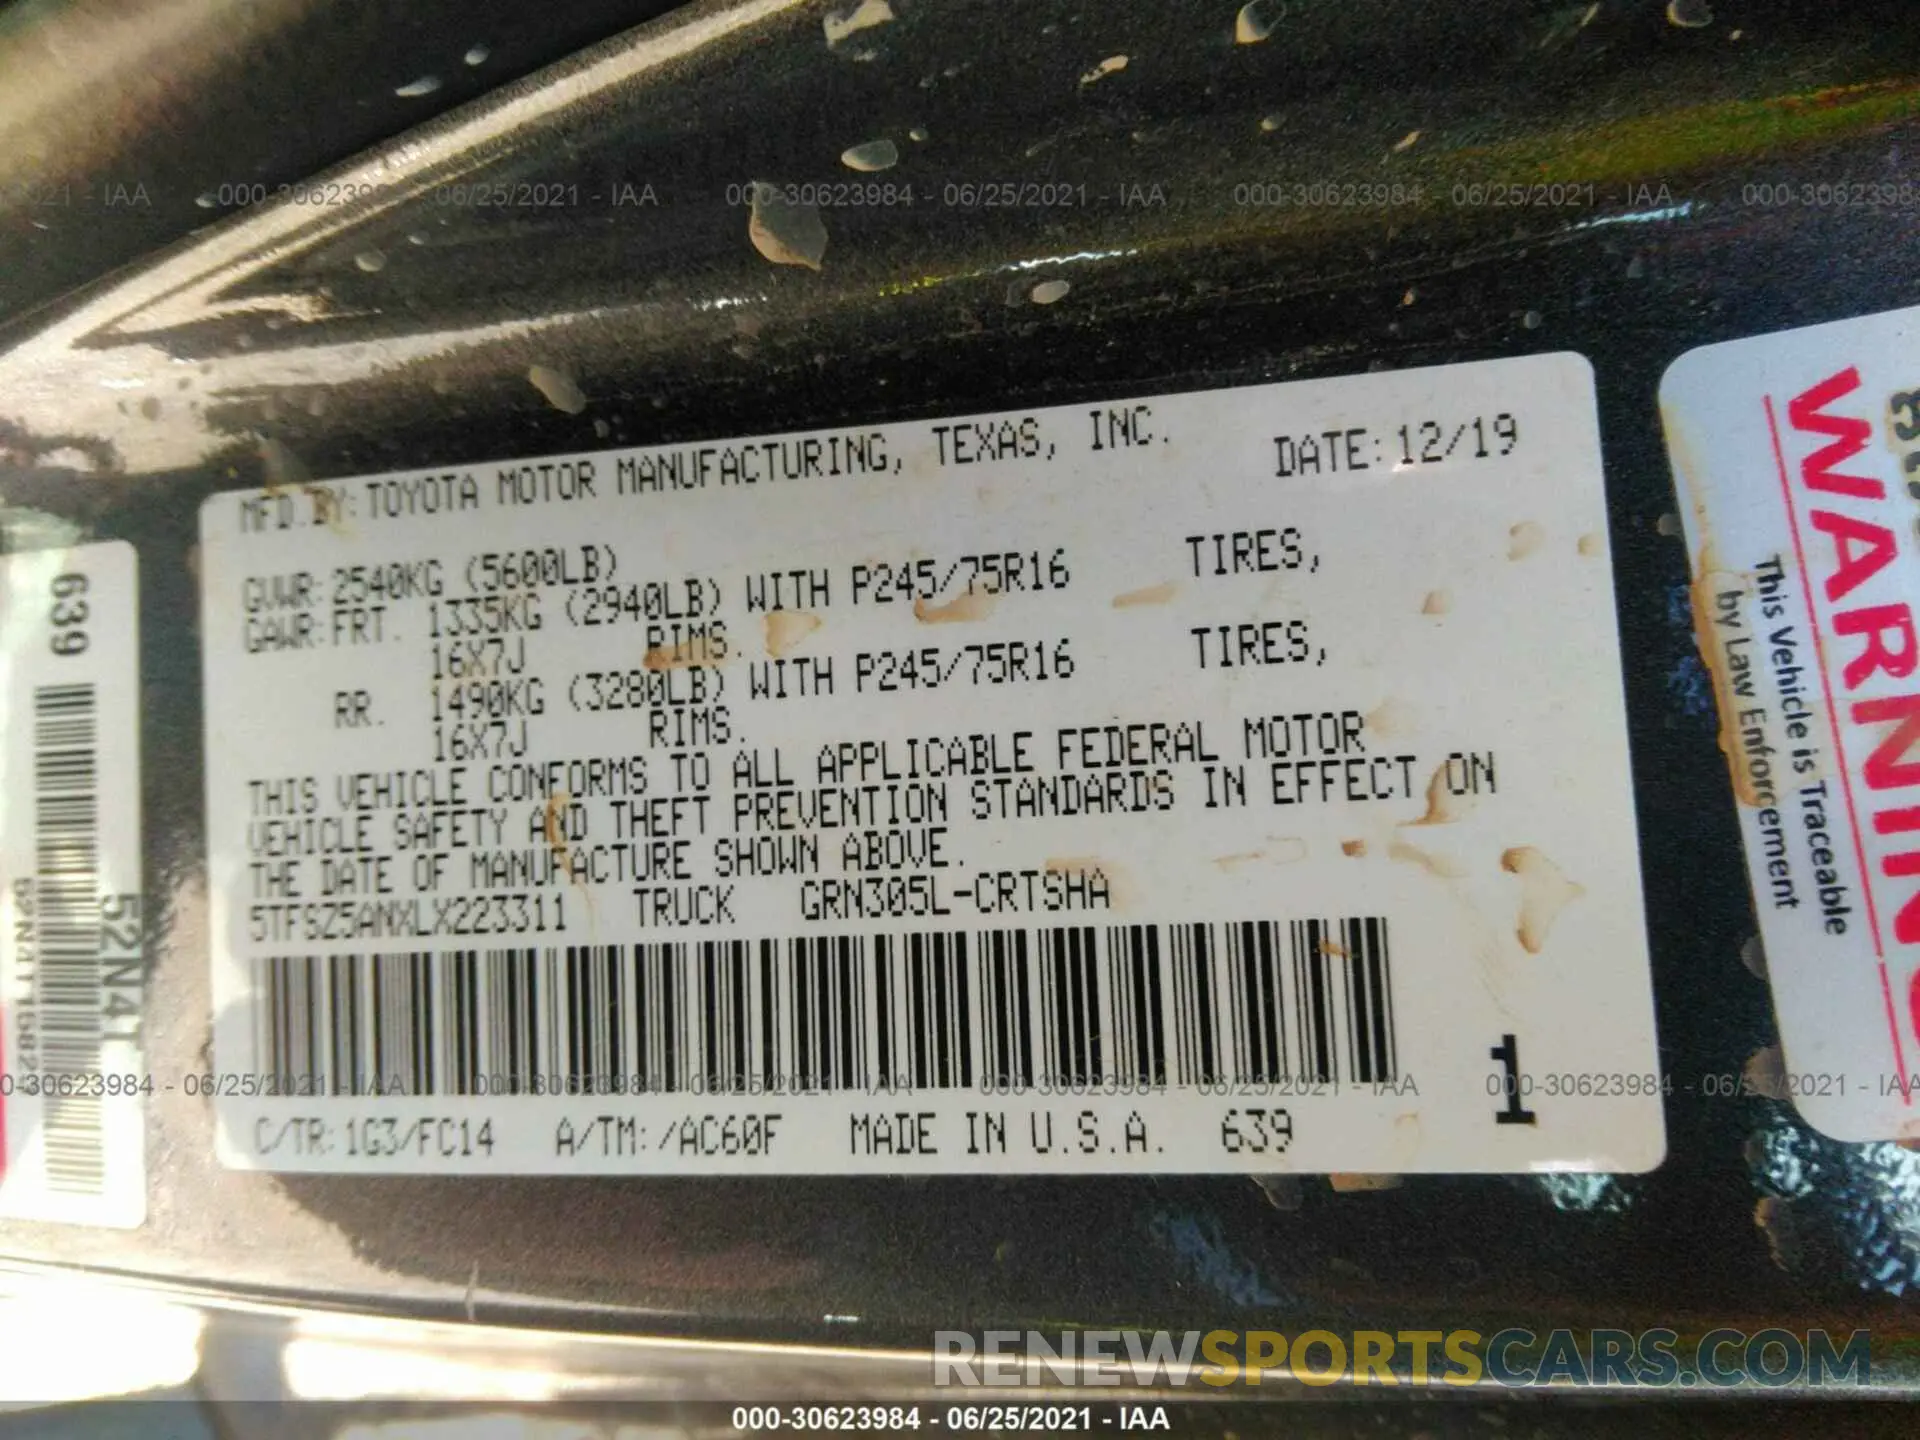 000-30623984 - 06/25/2021 - IAA
MFD. BY: TOYOTA MOTOR MANUFACTURING, TEXAS, INC. DATE: 12/19
GVWR: 2540KG (5600LB)
GAWR: FRT. 1335KG (2940LB) WITH P245/75R16 TIRES,
16X7J RIMS.
RR. 1490KG (3280LB) WITH P245/75R16 TIRES,
16X7J RIMS.
THIS VEHICLE CONFORMS TO ALL APPLICABLE FEDERAL MOTOR
VEHICLE SAFETY AND THEFT PREVENTION STANDARDS IN EFFECT ON
THE DATE OF MANUFACTURE SHOWN ABOVE.
5TFSZ5ANXLX223311 TRUCK GRN305L-CRTSHA
C/TR: 1G3/FC14 A/TM: /AC60F MADE IN U.S.A. 639
1
639
52N41
WARNING
This Vehicle is Traceable
by Law Enforcement
000-30623984 - 06/25/2021 - IAA
RENEWSPORTSCARS.COM
000-30623984 - 06/25/2021 - IAA